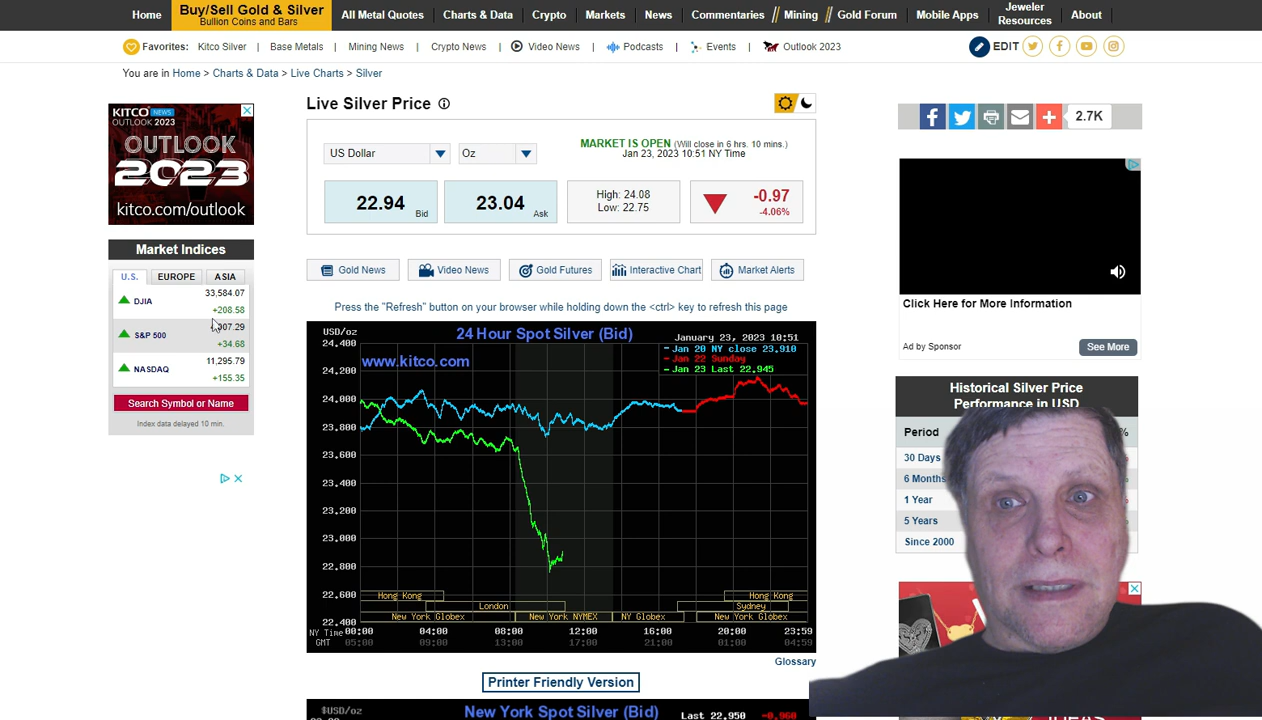 Home
Buy/Sell Gold & Silver
Bullion Coins and Bars
All Metal Quotes
Charts & Data
Crypto
Markets
News
Commentaries
Mining
Gold Forum
Mobile Apps
Jeweler
Resources
About
Favorites:
Kitco Silver
Base Metals
Mining News
Crypto News
Video News
Podcasts
Events
Outlook 2023
EDIT
You are in Home > Charts & Data > Live Charts > Silver
KITCO NEWS
OUTLOOK 2023
OUTLOOK
2023
kitco.com/outlook
Market Indices
U.S. EUROPE ASIA
DJIA 33,584.07
+208.58
S&P 500 907.29
+34.68
NASDAQ 11,295.79
+155.35
Search Symbol or Name
Index data delayed 10 min.
Live Silver Price
US Dollar
Oz
MARKET IS OPEN (Will close in 6 hrs. 10 mins.)
Jan 23, 2023 10:51 NY Time
22.94 Bid
23.04 Ask
High: 24.08
Low: 22.75
-0.97
-4.06%
Gold News
Video News
Gold Futures
Interactive Chart
Market Alerts
Press the "Refresh" button on your browser while holding down the <ctrl> key to refresh this page
USD/oz
24 Hour Spot Silver (Bid)
January 23, 2023 10:51
www.kitco.com
Jan 20 NY close 23,910
Jan 22 Sunday
Jan 23 Last 22,945
24,400
24,200
24,000
23,800
23,600
23,400
23,200
23,000
22,800
22,600
22,400
Hong Kong
Hong Kong
London
Sydney
New York Globex
New York NYMEX
NY Globex
New York Globex
NY Time 00:00 04:00 08:00 12:00 16:00 20:00 23:59
GMT 05:00 09:00 13:00 17:00 21:00 01:00 04:59
Glossary
Printer Friendly Version
$USD/oz
New York Spot Silver (Bid)
Last 22,950 -0,960
2.7K
Click Here for More Information
Ad by Sponsor
See More
Historical Silver Price
Performance in USD
Period
%
30 Days
6 Months
1 Year
5 Years
Since 2000